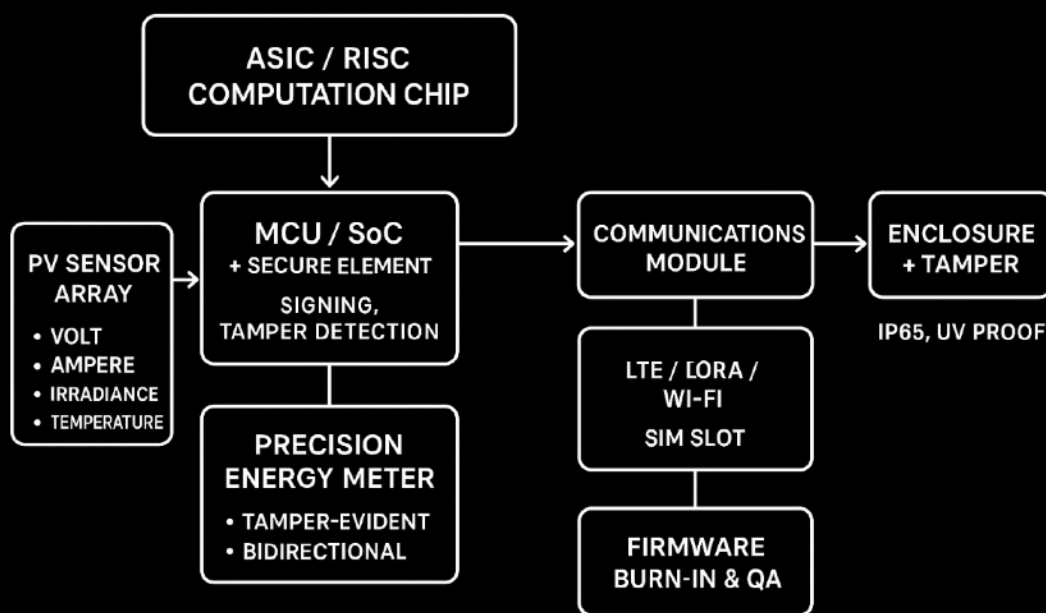 ASIC / RISC
COMPUTATION CHIP
PV SENSOR
ARRAY
• VOLT
• AMPERE
• IRRADIANCE
• TEMPERATURE
MCU / SoC
+ SECURE ELEMENT
SIGNING,
TAMPER DETECTION
PRECISION
ENERGY METER
• TAMPER-EVIDENT
• BIDIRECTIONAL
COMMUNICATIONS
MODULE
LTE / LORA /
WI-FI
SIM SLOT
FIRMWARE
BURN-IN & QA
ENCLOSURE
+ TAMPER
IP65, UV PROOF